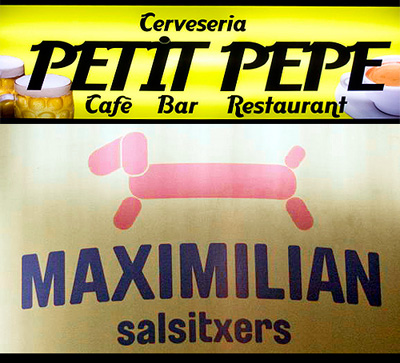 Cerveseria
PETIT PEPE
Cafè Bar Restaurant
MAXIMILIAN
salsitxers